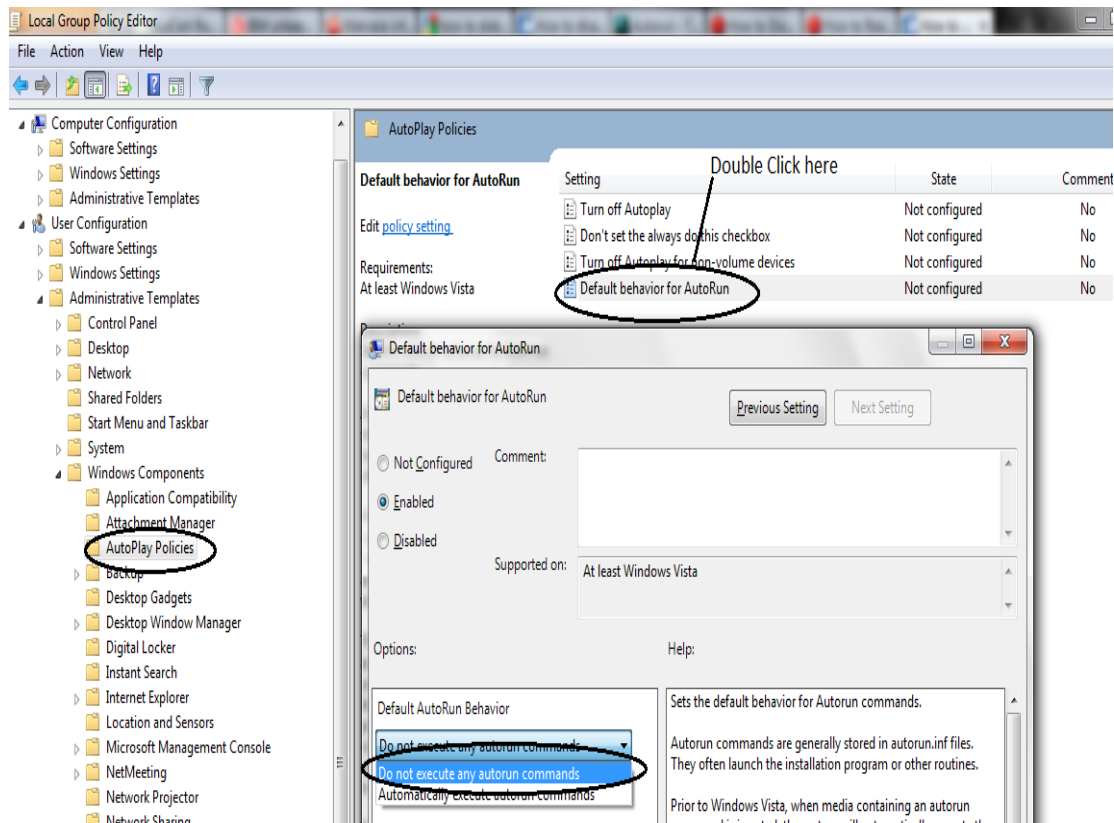 Local Group Policy Editor
File Action View Help
Computer Configuration
Software Settings
Windows Settings
Administrative Templates
User Configuration
Software Settings
Windows Settings
Administrative Templates
Control Panel
Desktop
Network
Shared Folders
Start Menu and Taskbar
System
Windows Components
Application Compatibility
Attachment Manager
AutoPlay Policies
Backup
Desktop Gadgets
Desktop Window Manager
Digital Locker
Instant Search
Internet Explorer
Location and Sensors
Microsoft Management Console
NetMeeting
Network Projector
Network Sharing
AutoPlay Policies
Default behavior for AutoRun
Edit policy setting
Requirements:
At least Windows Vista
Double Click here
Setting State Comment
Turn off Autoplay Not configured No
Don't set the always do this checkbox Not configured No
Turn off Autoplay for non-volume devices Not configured No
Default behavior for AutoRun Not configured No
Default behavior for AutoRun
Default behavior for AutoRun
Previous Setting Next Setting
Not Configured Comment:
Enabled
Disabled
Supported on: At least Windows Vista
Options: Help:
Default AutoRun Behavior
Do not execute any autorun commands
Do not execute any autorun commands
Automatically execute autorun commands
Sets the default behavior for Autorun commands.
Autorun commands are generally stored in autorun.inf files.
They often launch the installation program or other routines.
Prior to Windows Vista, when media containing an autorun